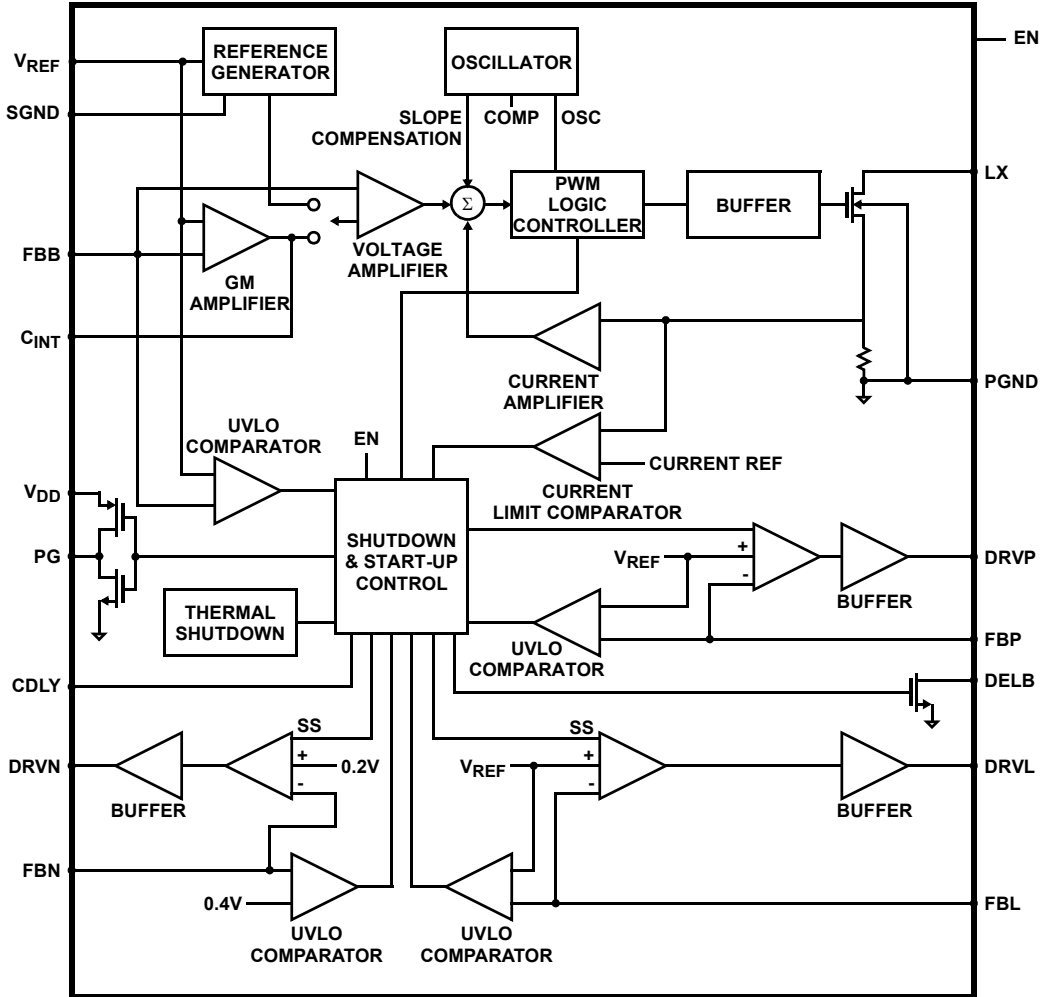 EN
REFERENCE
GENERATOR
OSCILLATOR
VREF
SGND
SLOPE
COMPENSATION
COMP
OSC
LX
PWM
LOGIC
CONTROLLER
BUFFER
Σ
VOLTAGE
AMPLIFIER
FBB
GM
AMPLIFIER
CINT
PGND
CURRENT
AMPLIFIER
UVLO
COMPARATOR
EN
CURRENT REF
CURRENT
LIMIT COMPARATOR
VDD
PG
SHUTDOWN
& START-UP
CONTROL
VREF
+
-
BUFFER
DRVP
THERMAL
SHUTDOWN
UVLO
COMPARATOR
FBP
CDLY
DELB
SS
+
-
0.2V
DRVN
BUFFER
SS
VREF
+
-
BUFFER
DRVL
FBN
0.4V
UVLO
COMPARATOR
UVLO
COMPARATOR
FBL